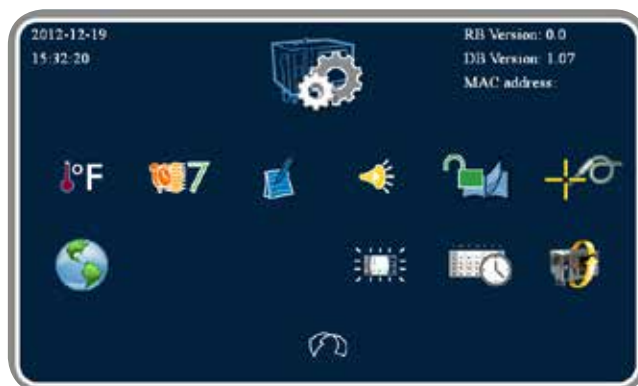 2012-12-19
15:32:20
RB Version: 0.0
DB Version: 1.07
MAC address:
°F
7